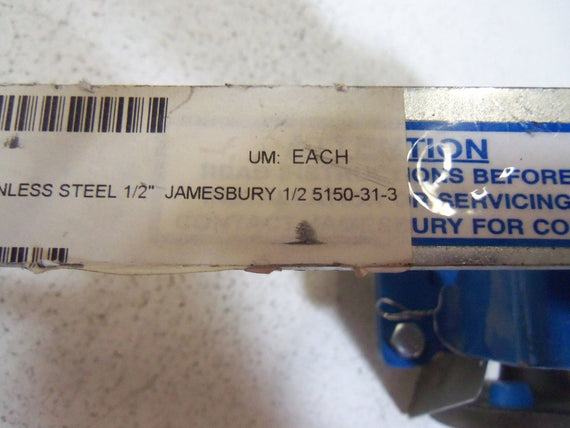 UM: EACH
NLESS STEEL 1/2" JAMESBURY 1/2 5150-31-3
TION
ONS BEFORE
R SERVICING
URY FOR CO